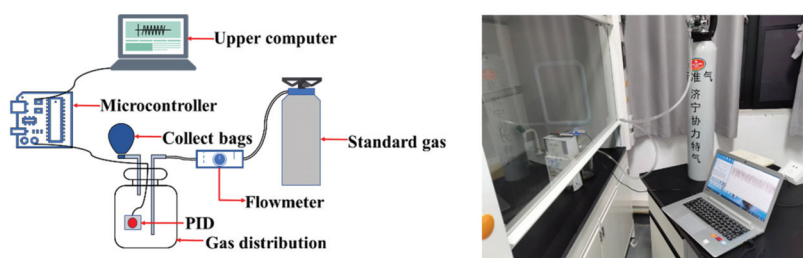 Upper computer
Microcontroller
Collect bags
Standard gas
Flowmeter
PID
Gas distribution
准气
济宁协力特气